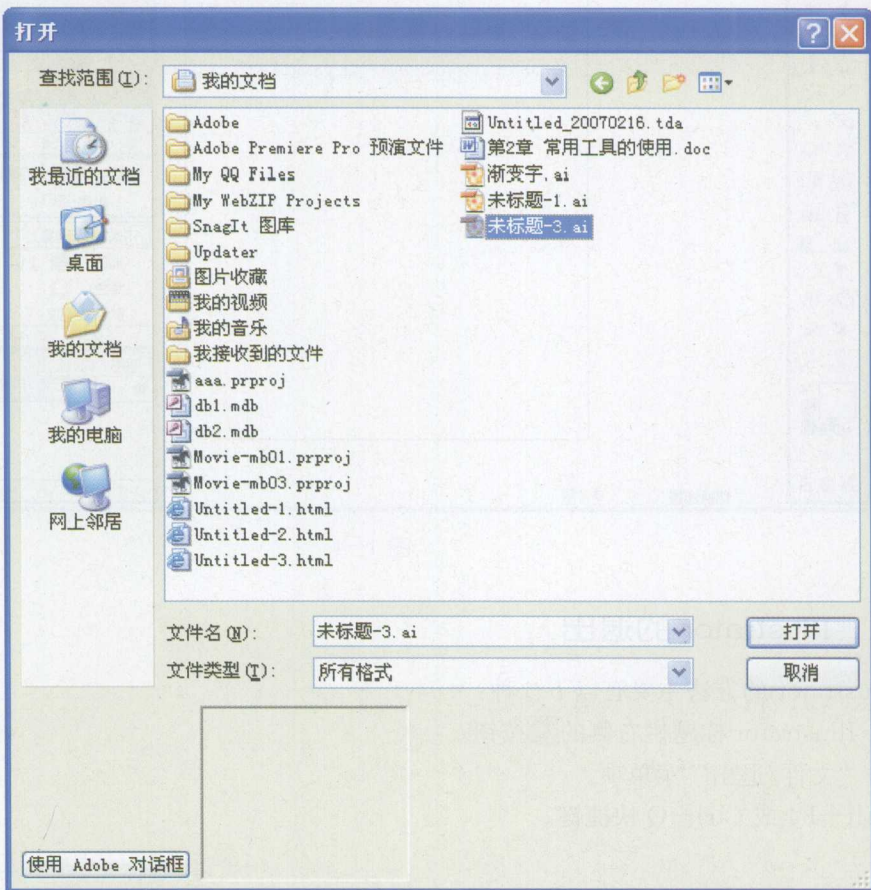 打开
查找范围(I):
我的文档
我最近的文档
桌面
我的文档
我的电脑
网上邻居
Adobe
Adobe Premiere Pro 预演文件
My QQ Files
My WebZIP Projects
SnagIt 图库
Updater
图片收藏
我的视频
我的音乐
我接收到的文件
aaa.prproj
db1.mdb
db2.mdb
Movie-mb01.prproj
Movie-mb03.prproj
Untitled-1.html
Untitled-2.html
Untitled-3.html
Untitled_20070216.tda
第2章 常用工具的使用.doc
渐变字.ai
未标题-1.ai
未标题-3.ai
文件名(N):
未标题-3.ai
打开
文件类型(T):
所有格式
取消
使用 Adobe 对话框